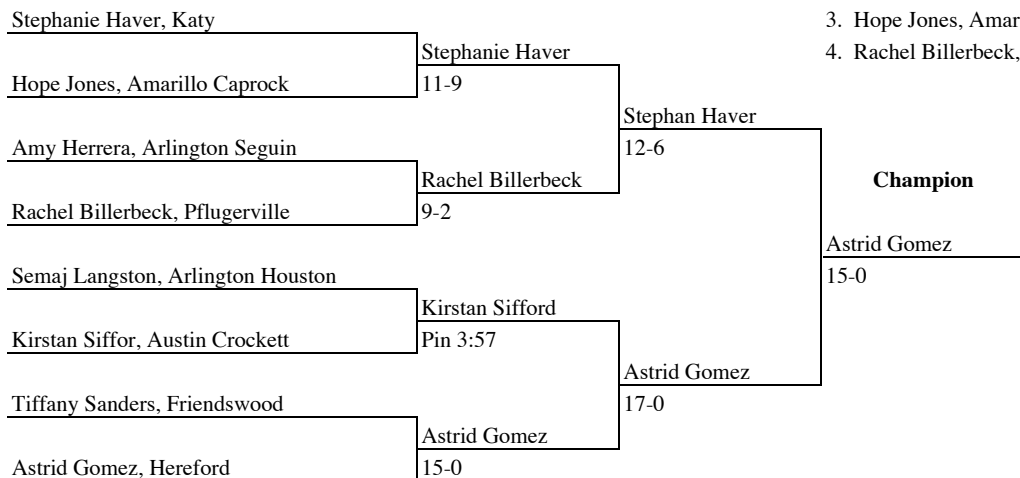 Stephanie Haver, Katy
3. Hope Jones, Amar
Stephanie Haver
4. Rachel Billerbeck,
Hope Jones, Amarillo Caprock
11-9
Stephan Haver
Amy Herrera, Arlington Seguin
12-6
Rachel Billerbeck
Champion
Rachel Billerbeck, Pflugerville
9-2
Astrid Gomez
Semaj Langston, Arlington Houston
15-0
Kirstan Sifford
Kirstan Siffor, Austin Crockett
Pin 3:57
Astrid Gomez
Tiffany Sanders, Friendswood
17-0
Astrid Gomez
Astrid Gomez, Hereford
15-0